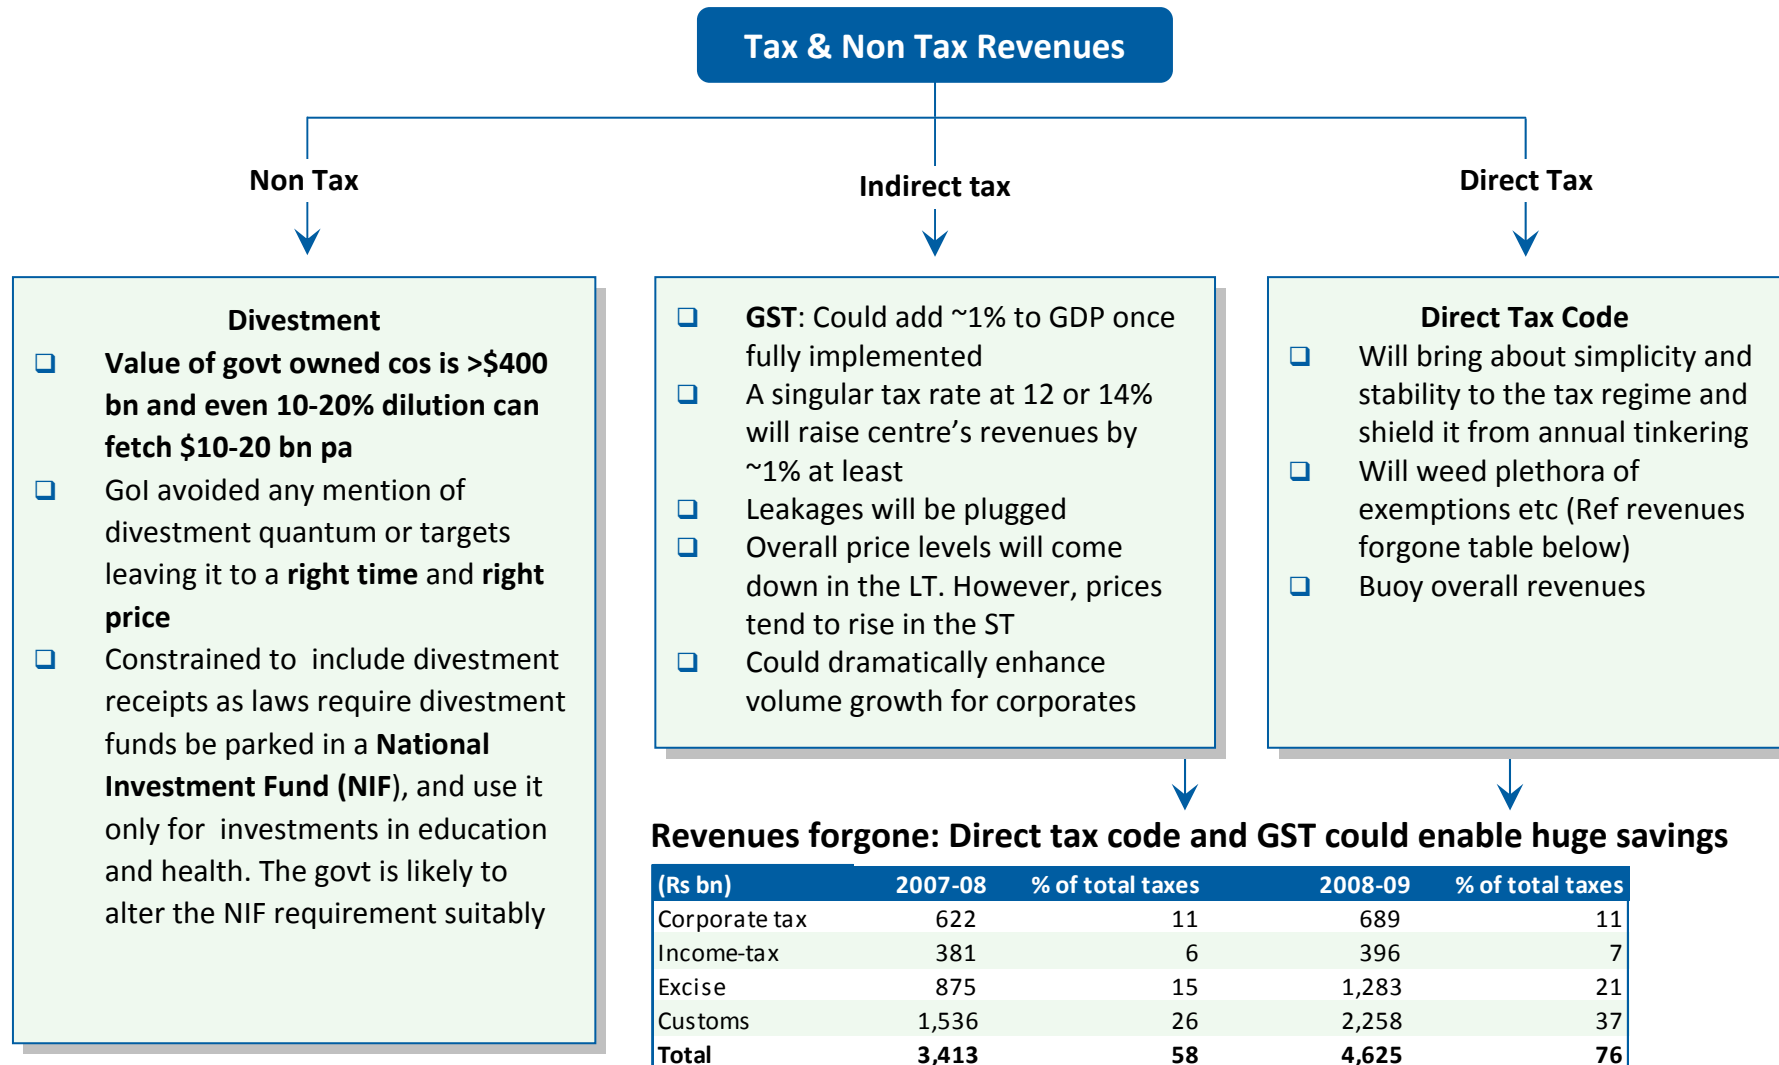 Tax & Non Tax Revenues
Non Tax
Indirect tax
Direct Tax
Divestment
❑ Value of govt owned cos is >$400
bn and even 10-20% dilution can
fetch $10-20 bn pa
❑ GoI avoided any mention of
divestment quantum or targets
leaving it to a right time and right
price
❑ Constrained to include divestment
receipts as laws require divestment
funds be parked in a National
Investment Fund (NIF), and use it
only for investments in education
and health. The govt is likely to
alter the NIF requirement suitably
❑ GST: Could add ~1% to GDP once
fully implemented
❑ A singular tax rate at 12 or 14%
will raise centre’s revenues by
~1% at least
❑ Leakages will be plugged
❑ Overall price levels will come
down in the LT. However, prices
tend to rise in the ST
❑ Could dramatically enhance
volume growth for corporates
Direct Tax Code
❑ Will bring about simplicity and
stability to the tax regime and
shield it from annual tinkering
❑ Will weed plethora of
exemptions etc (Ref revenues
forgone table below)
❑ Buoy overall revenues
Revenues forgone: Direct tax code and GST could enable huge savings
(Rs bn) 2007-08 % of total taxes 2008-09 % of total taxes
Corporate tax 622 11 689 11
Income-tax 381 6 396 7
Excise 875 15 1,283 21
Customs 1,536 26 2,258 37
Total 3,413 58 4,625 76